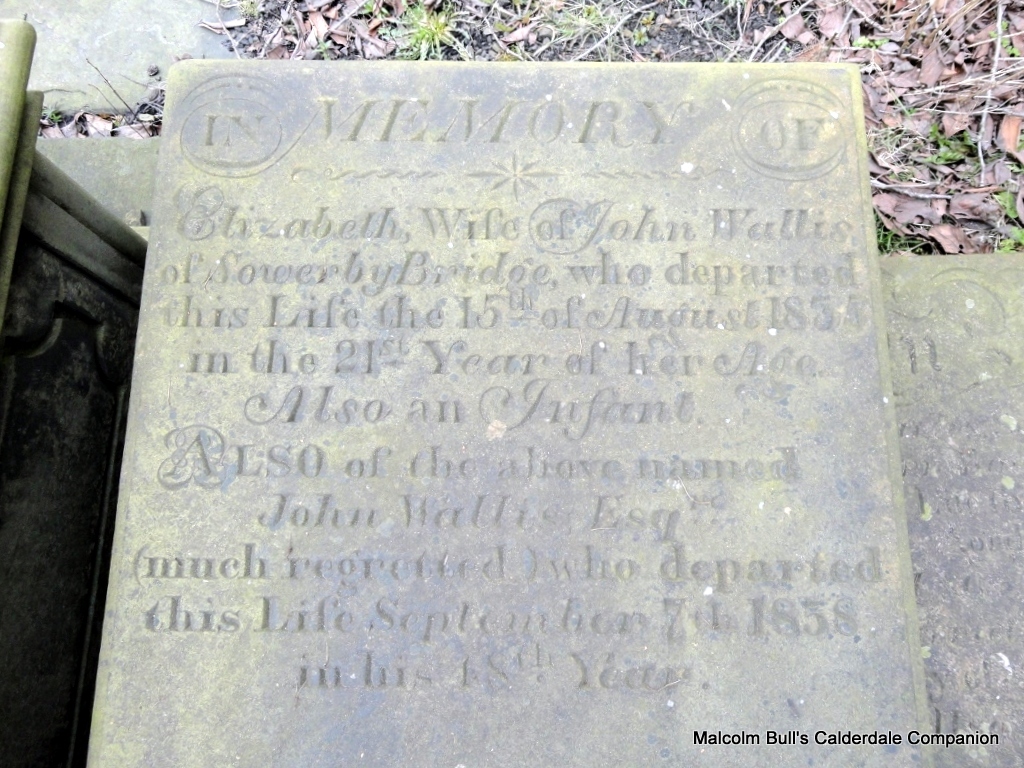 IN MEMORY OF
Elizabeth, Wife of John Wallis
of Sowerby Bridge, who departed
this Life the 15th of August 183
in the 21st Year of her Age
Also an Infant.
ALSO of the above named
John Wallis Esqre
(much regretted) who departed
this Life September 7th 1838
in his 48th Year.
Malcolm Bull's Calderdale Companion